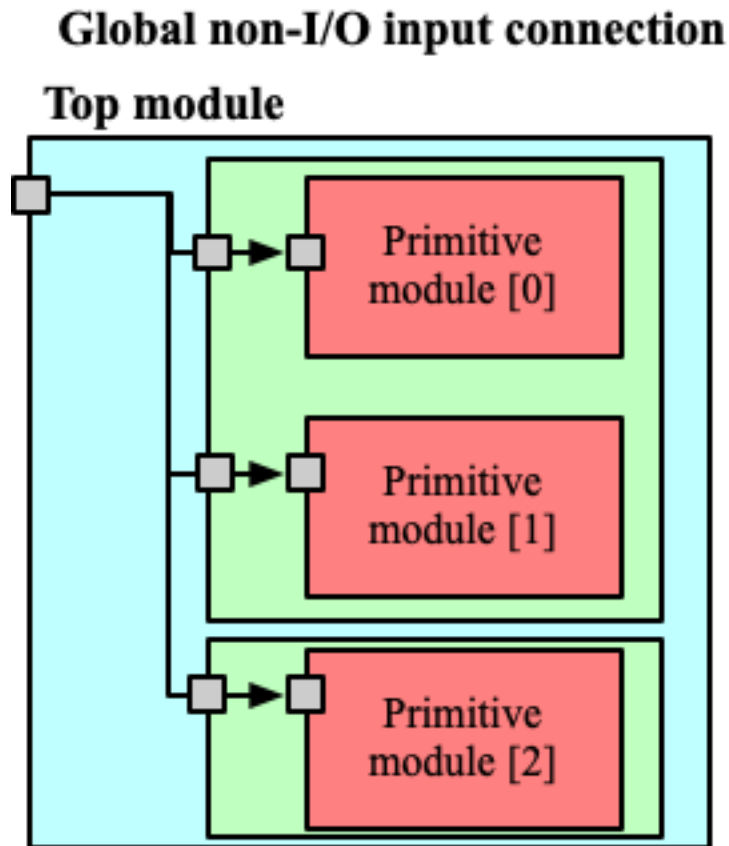 Global non-I/O input connection
Top module
Primitive
module [0]
Primitive
module [1]
Primitive
module [2]